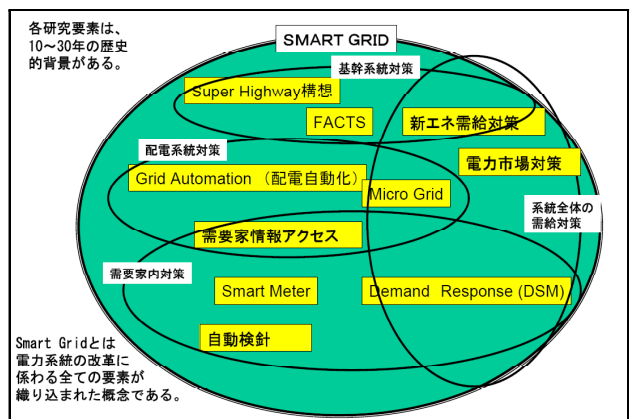 各研究要素は、
10～30年の歴史
的背景がある。
SMART GRID
基幹系統対策
Super Highway構想
FACTS
新エネ需給対策
配電系統対策
電力市場対策
Grid Automation （配電自動化）
Micro Grid
系統全体の
需給対策
需要家情報アクセス
需要家内対策
Smart Meter
Demand Response (DSM)
自動検針
Smart Gridとは
電力系統の改革に
係わる全ての要素が
織り込まれた概念である。